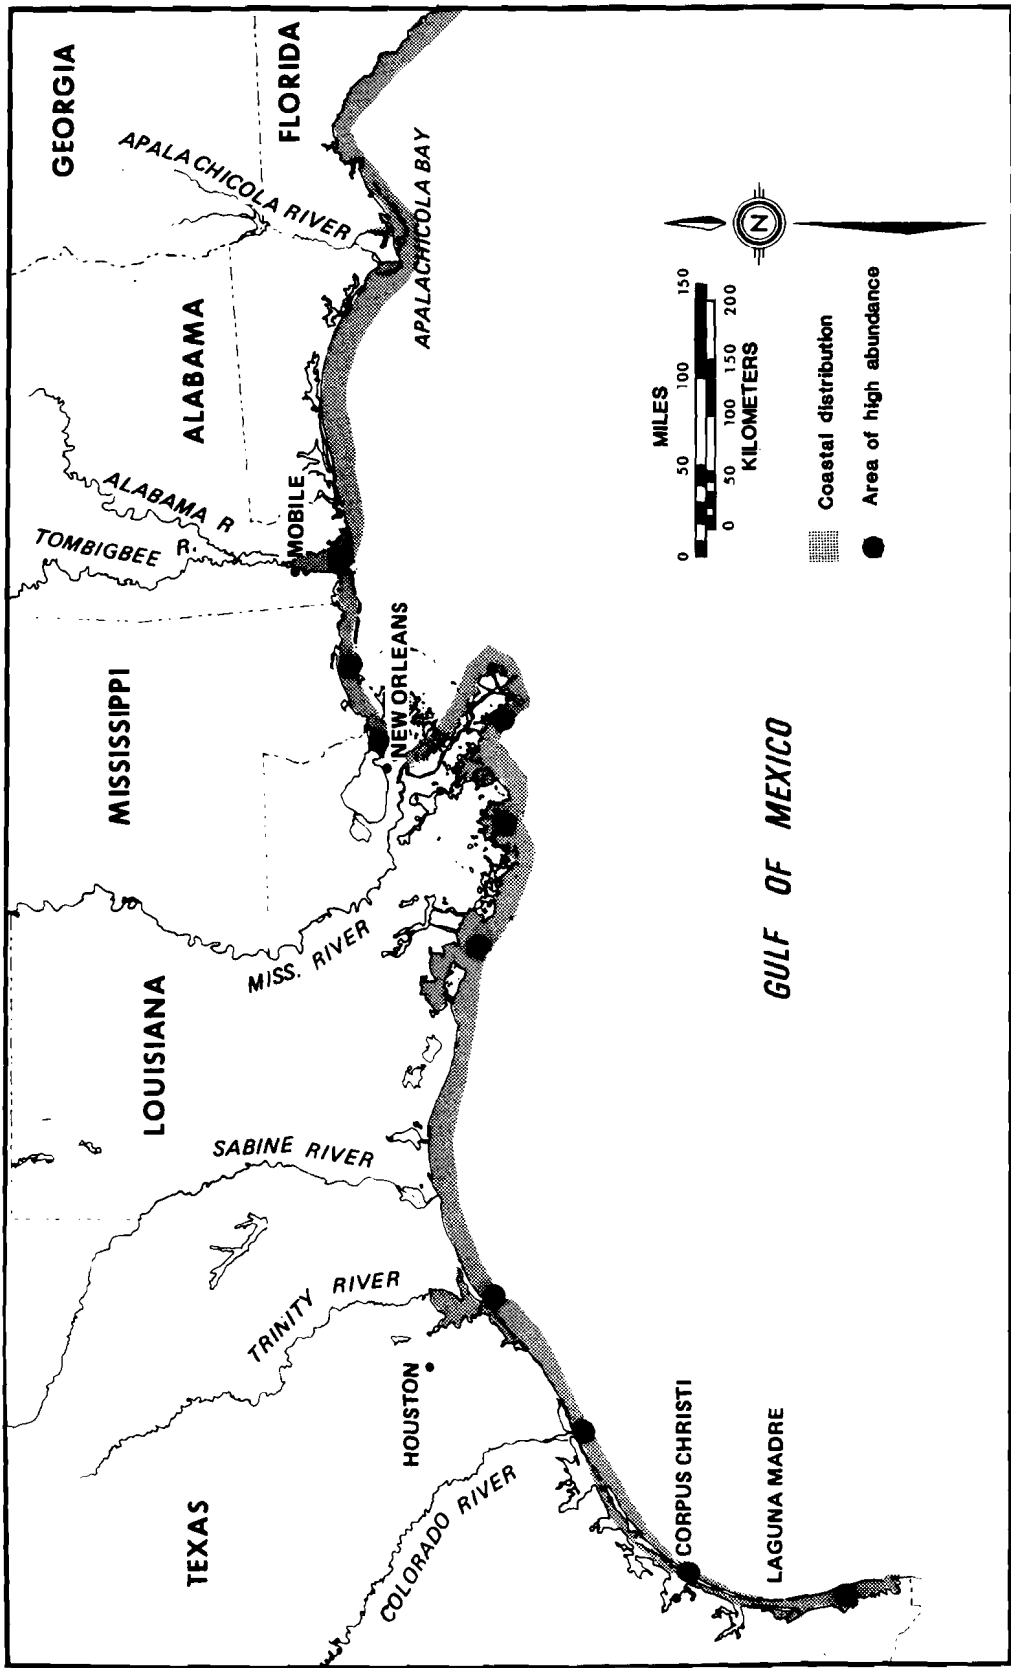 GEORGIA
FLORIDA
APALACHICOLA RIVER
APALACHICOLA BAY
ALABAMA
ALABAMA R
TOMBIGBEE R.
MOBILE
MISSISSIPPI
NEW ORLEANS
MISS. RIVER
LOUISIANA
SABINE RIVER
TRINITY RIVER
HOUSTON
TEXAS
COLORADO RIVER
CORPUS CHRISTI
LAGUNA MADRE
GULF OF MEXICO
N
MILES
0 50 100 150
0 50 100 150 200
KILOMETERS
Coastal distribution
Area of high abundance